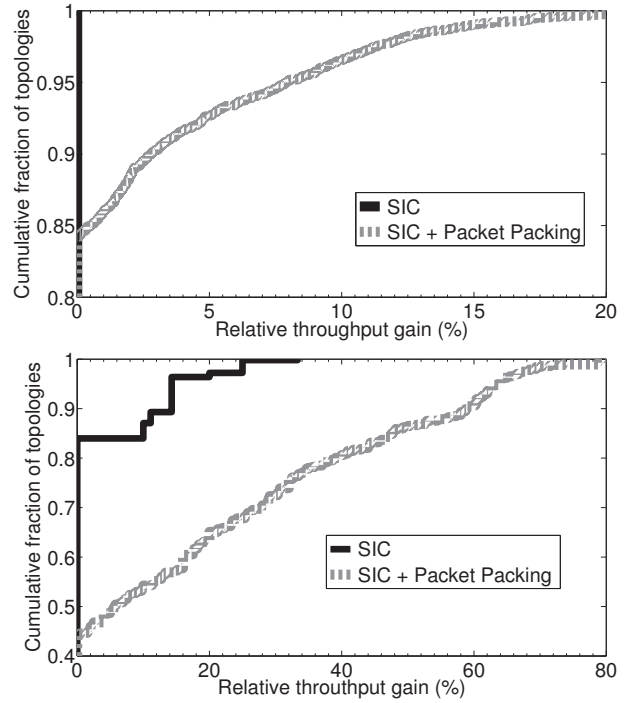 1
0.95
0.9
0.85
0.8
Cumulative fraction of topologies
SIC
SIC + Packet Packing
0 5 10 15 20
Relative throughput gain (%)
1
0.9
0.8
0.7
0.6
0.5
0.4
Cumulative fraction of topologies
SIC
SIC + Packet Packing
0 20 40 60 80
Relative throuthput gain (%)